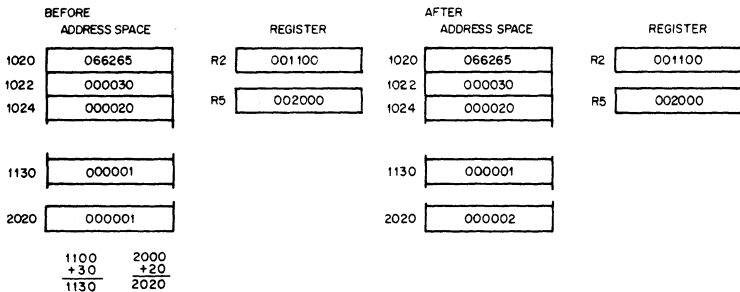 BEFORE
ADDRESS SPACE REGISTER
1020 066265 R2 001100
1022 000030
1024 000020 R5 002000
1130 000001
2020 000001
1100 2000
+30 +20
1130 2020
AFTER
ADDRESS SPACE REGISTER
1020 066265 R2 001100
1022 000030
1024 000020 R5 002000
1130 000001
2020 000002